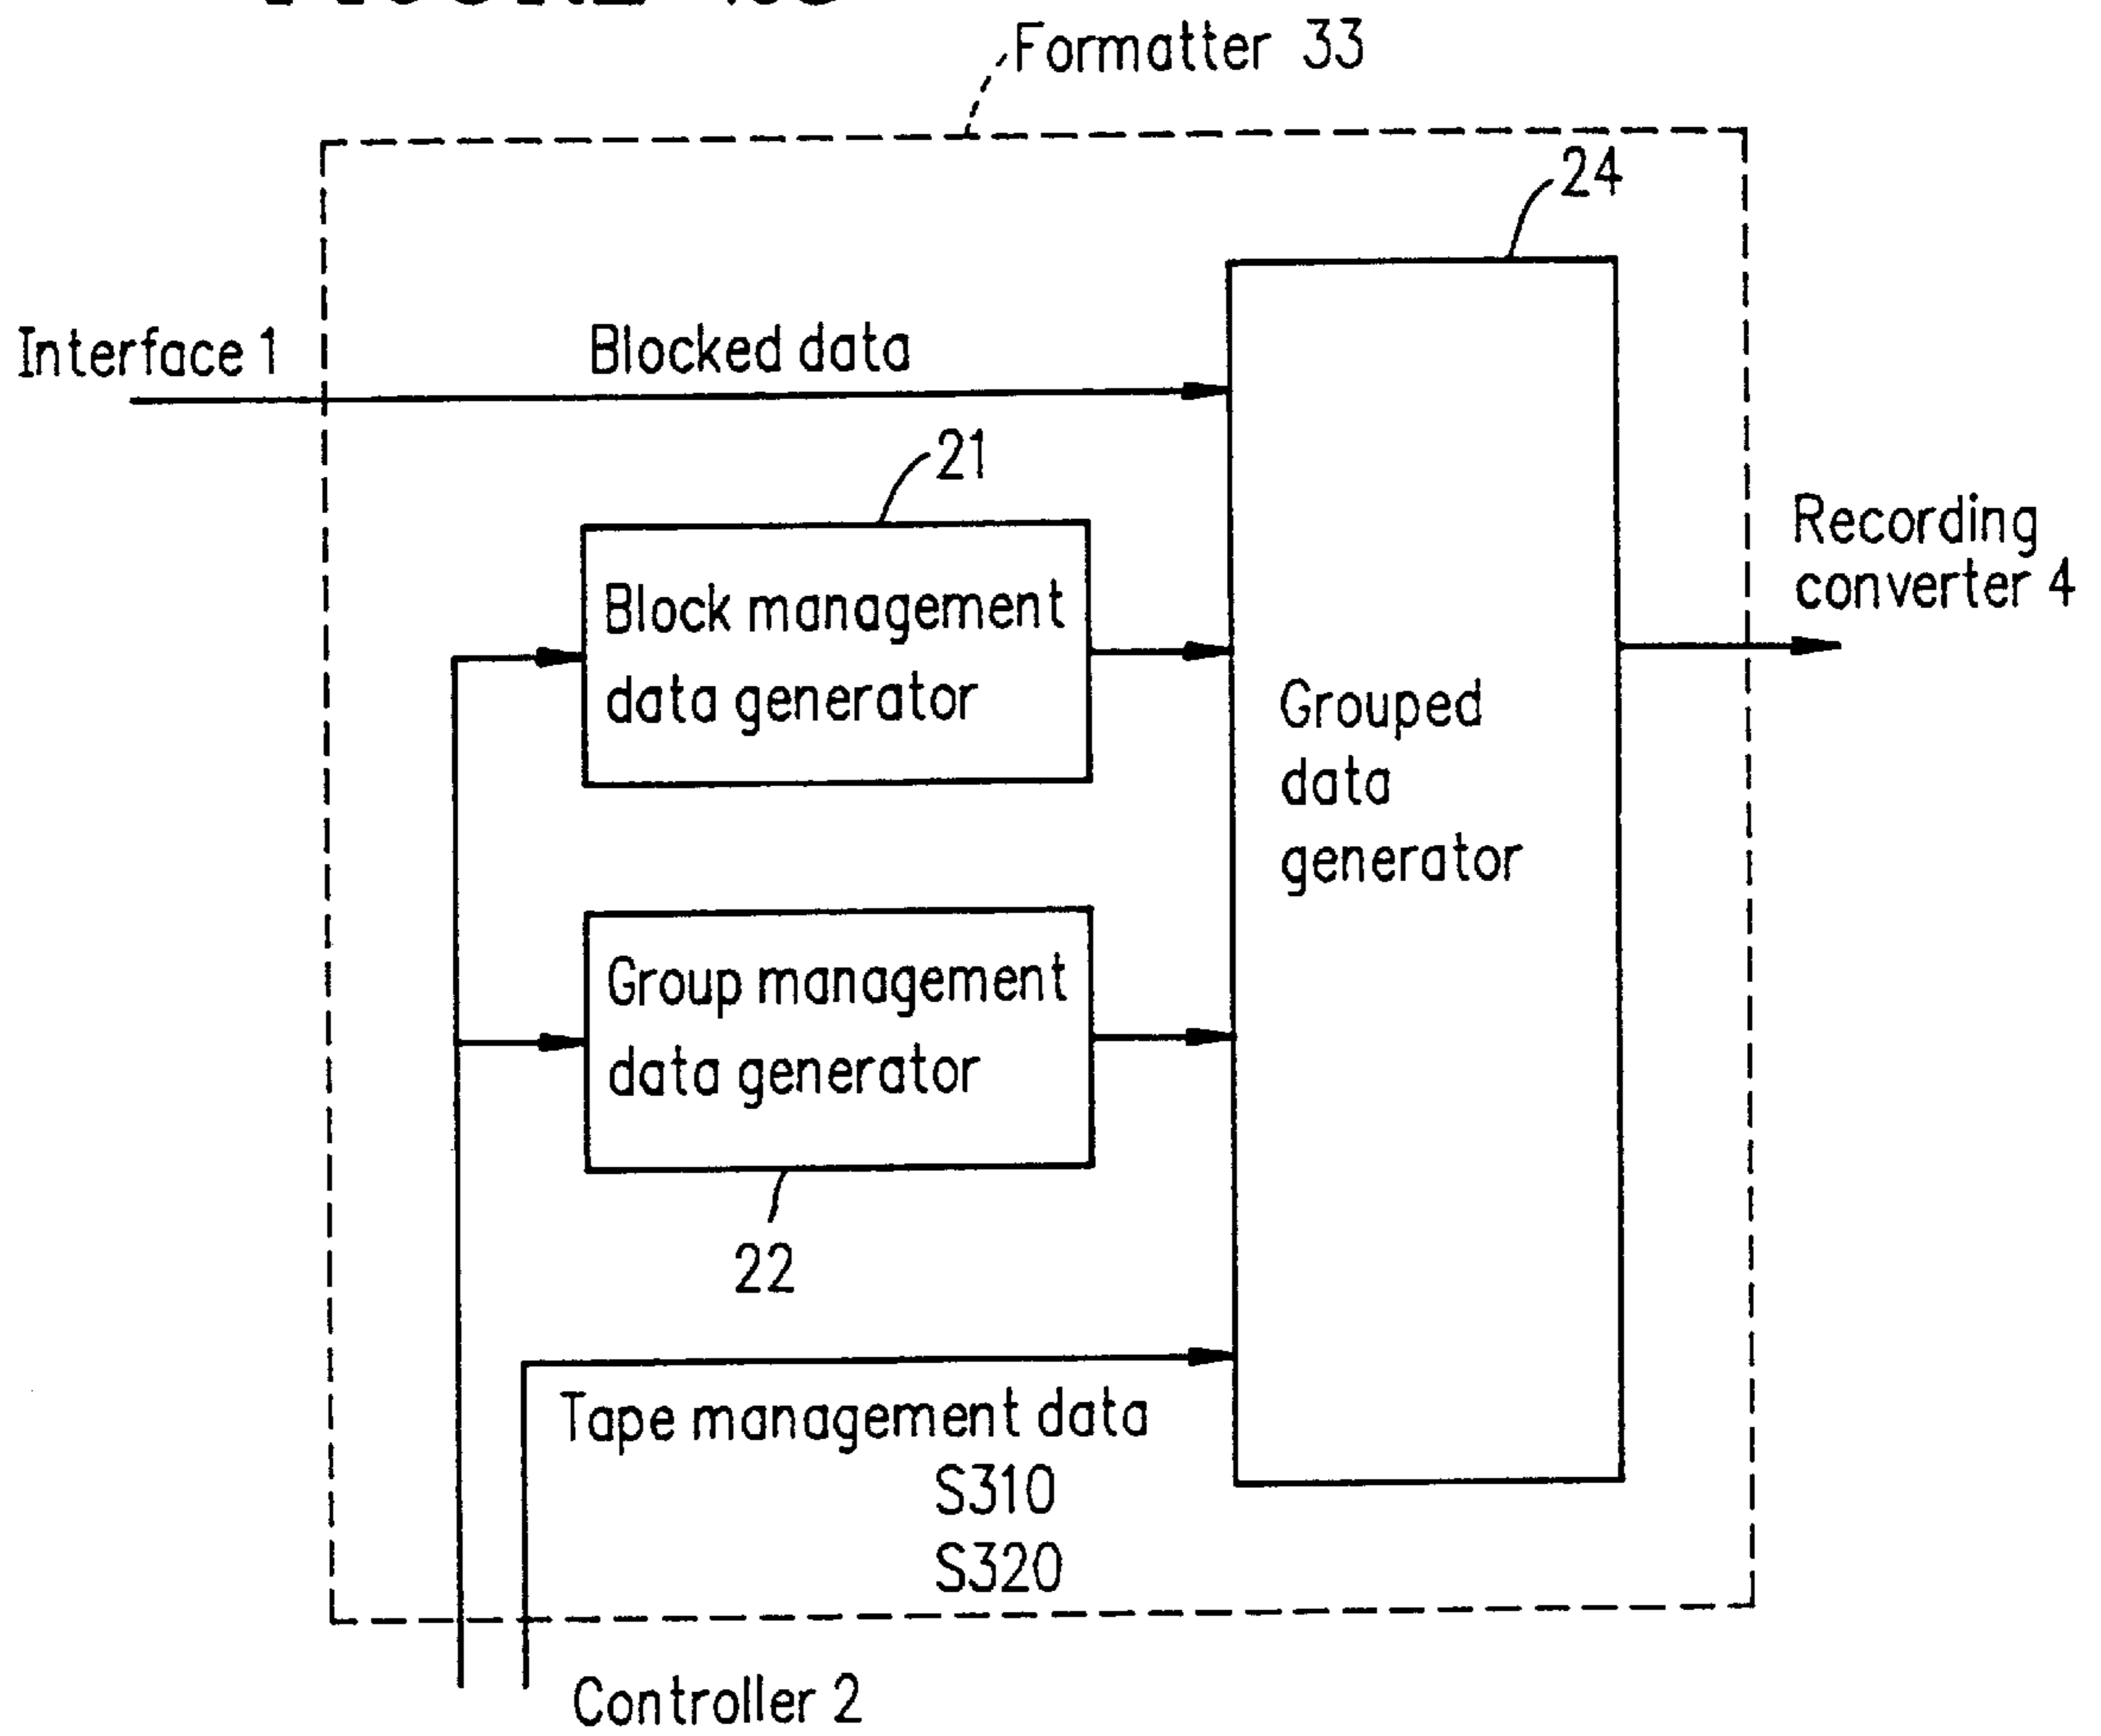 Formatter 33
24
Interface 1
Blocked data
21
Recording
converter 4
Block management
data generator
Grouped
data
generator
Group management
data generator
22
Tape management data
S310
S320
Controller 2